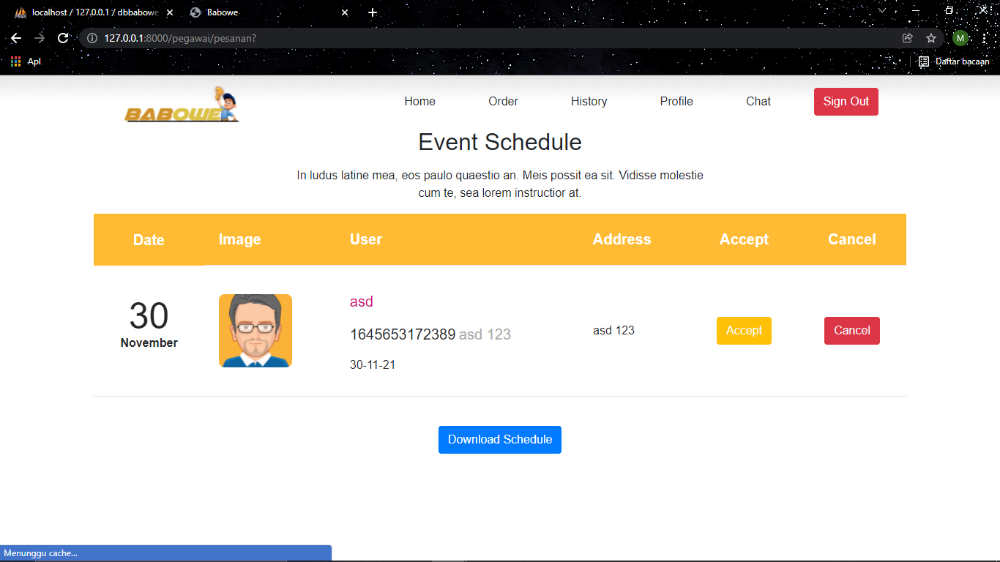 localhost / 127.0.0.1 / dbbabowe
Babowe
127.0.0.1:8000/pegawai/pesanan?
M
Apl
Daftar bacaan
BABOWE
Home
Order
History
Profile
Chat
Sign Out
Event Schedule
In ludus latine mea, eos paulo quaestio an. Meis possit ea sit. Vidisse molestie
cum te, sea lorem instructior at.
Date
Image
User
Address
Accept
Cancel
30
November
asd
1645653172389 asd 123
30-11-21
asd 123
Accept
Cancel
Download Schedule
Menunggu cache...